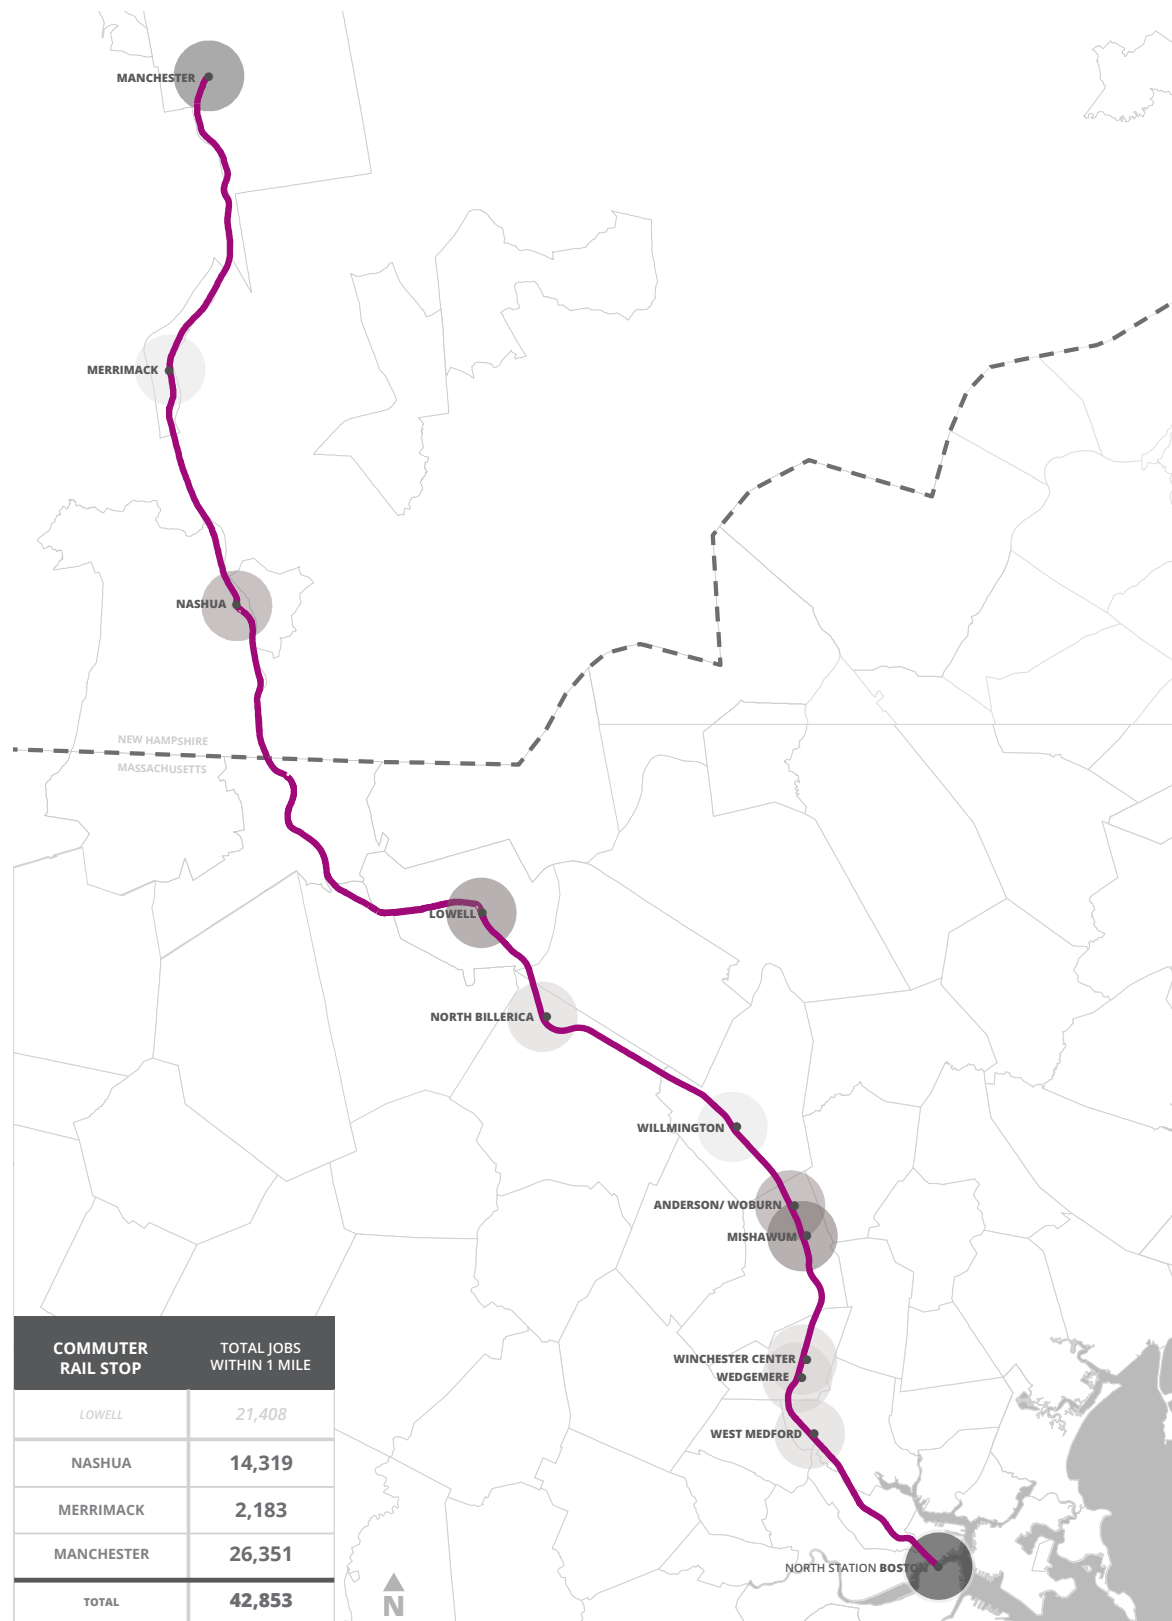 MANCHESTER
MERRIMACK
NASHUA
NEW HAMPSHIRE
MASSACHUSETTS
LOWELL
NORTH BILLERICA
WILLMINGTON
ANDERSON/ WOBURN
MISHAWUM
WINCHESTER CENTER
WEDGEMERE
WEST MEDFORD
NORTH STATION BOSTON
COMMUTER RAIL STOP
TOTAL JOBS WITHIN 1 MILE
LOWELL 21,408
NASHUA 14,319
MERRIMACK 2,183
MANCHESTER 26,351
TOTAL 42,853
N